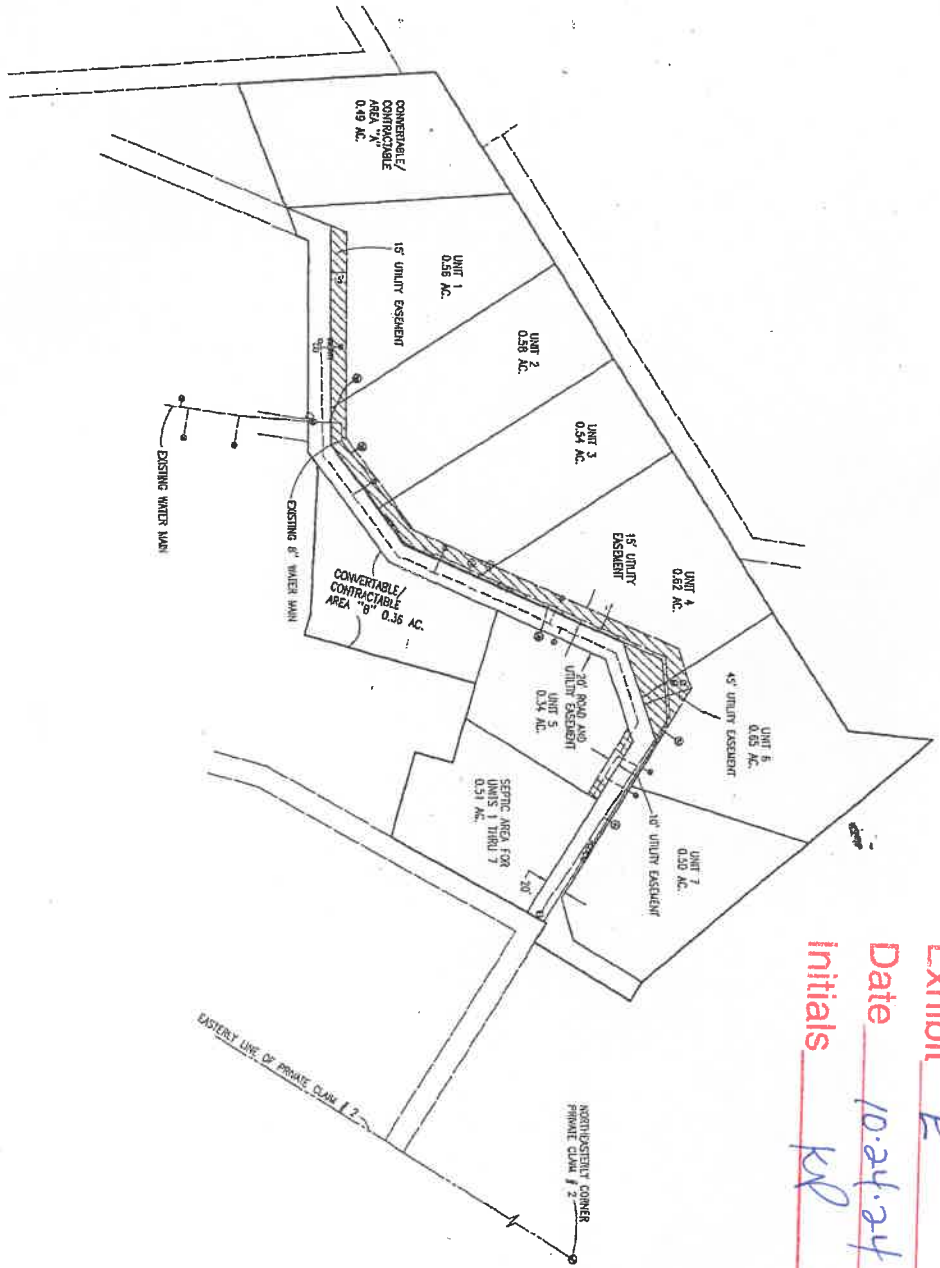 Exhibit E
Date 10.24.24
Initials KP
CONVERTABLE/
CONTRACTABLE
AREA "A"
0.49 AC.
UNIT 1
0.56 AC.
15' UTILITY EASEMENT
UNIT 2
0.56 AC.
UNIT 3
0.54 AC.
UNIT 4
0.62 AC.
15' UTILITY
EASEMENT
UNIT 6
0.65 AC.
45' UTILITY EASEMENT
UNIT 7
0.50 AC.
10' UTILITY EASEMENT
20' ROAD AND
UTILITY EASEMENT
UNIT 5
0.34 AC.
SEPTIC AREA FOR
UNITS 1 THRU 7
0.51 AC.
20'
CONVERTABLE/
CONTRACTABLE
AREA "B" 0.36 AC.
EXISTING 8" WATER MAIN
EXISTING WATER MAIN
EASTERLY LINE OF PRIVATE CLAIM # 2
NORTHEASTERLY CORNER
PRIVATE CLAIM # 2